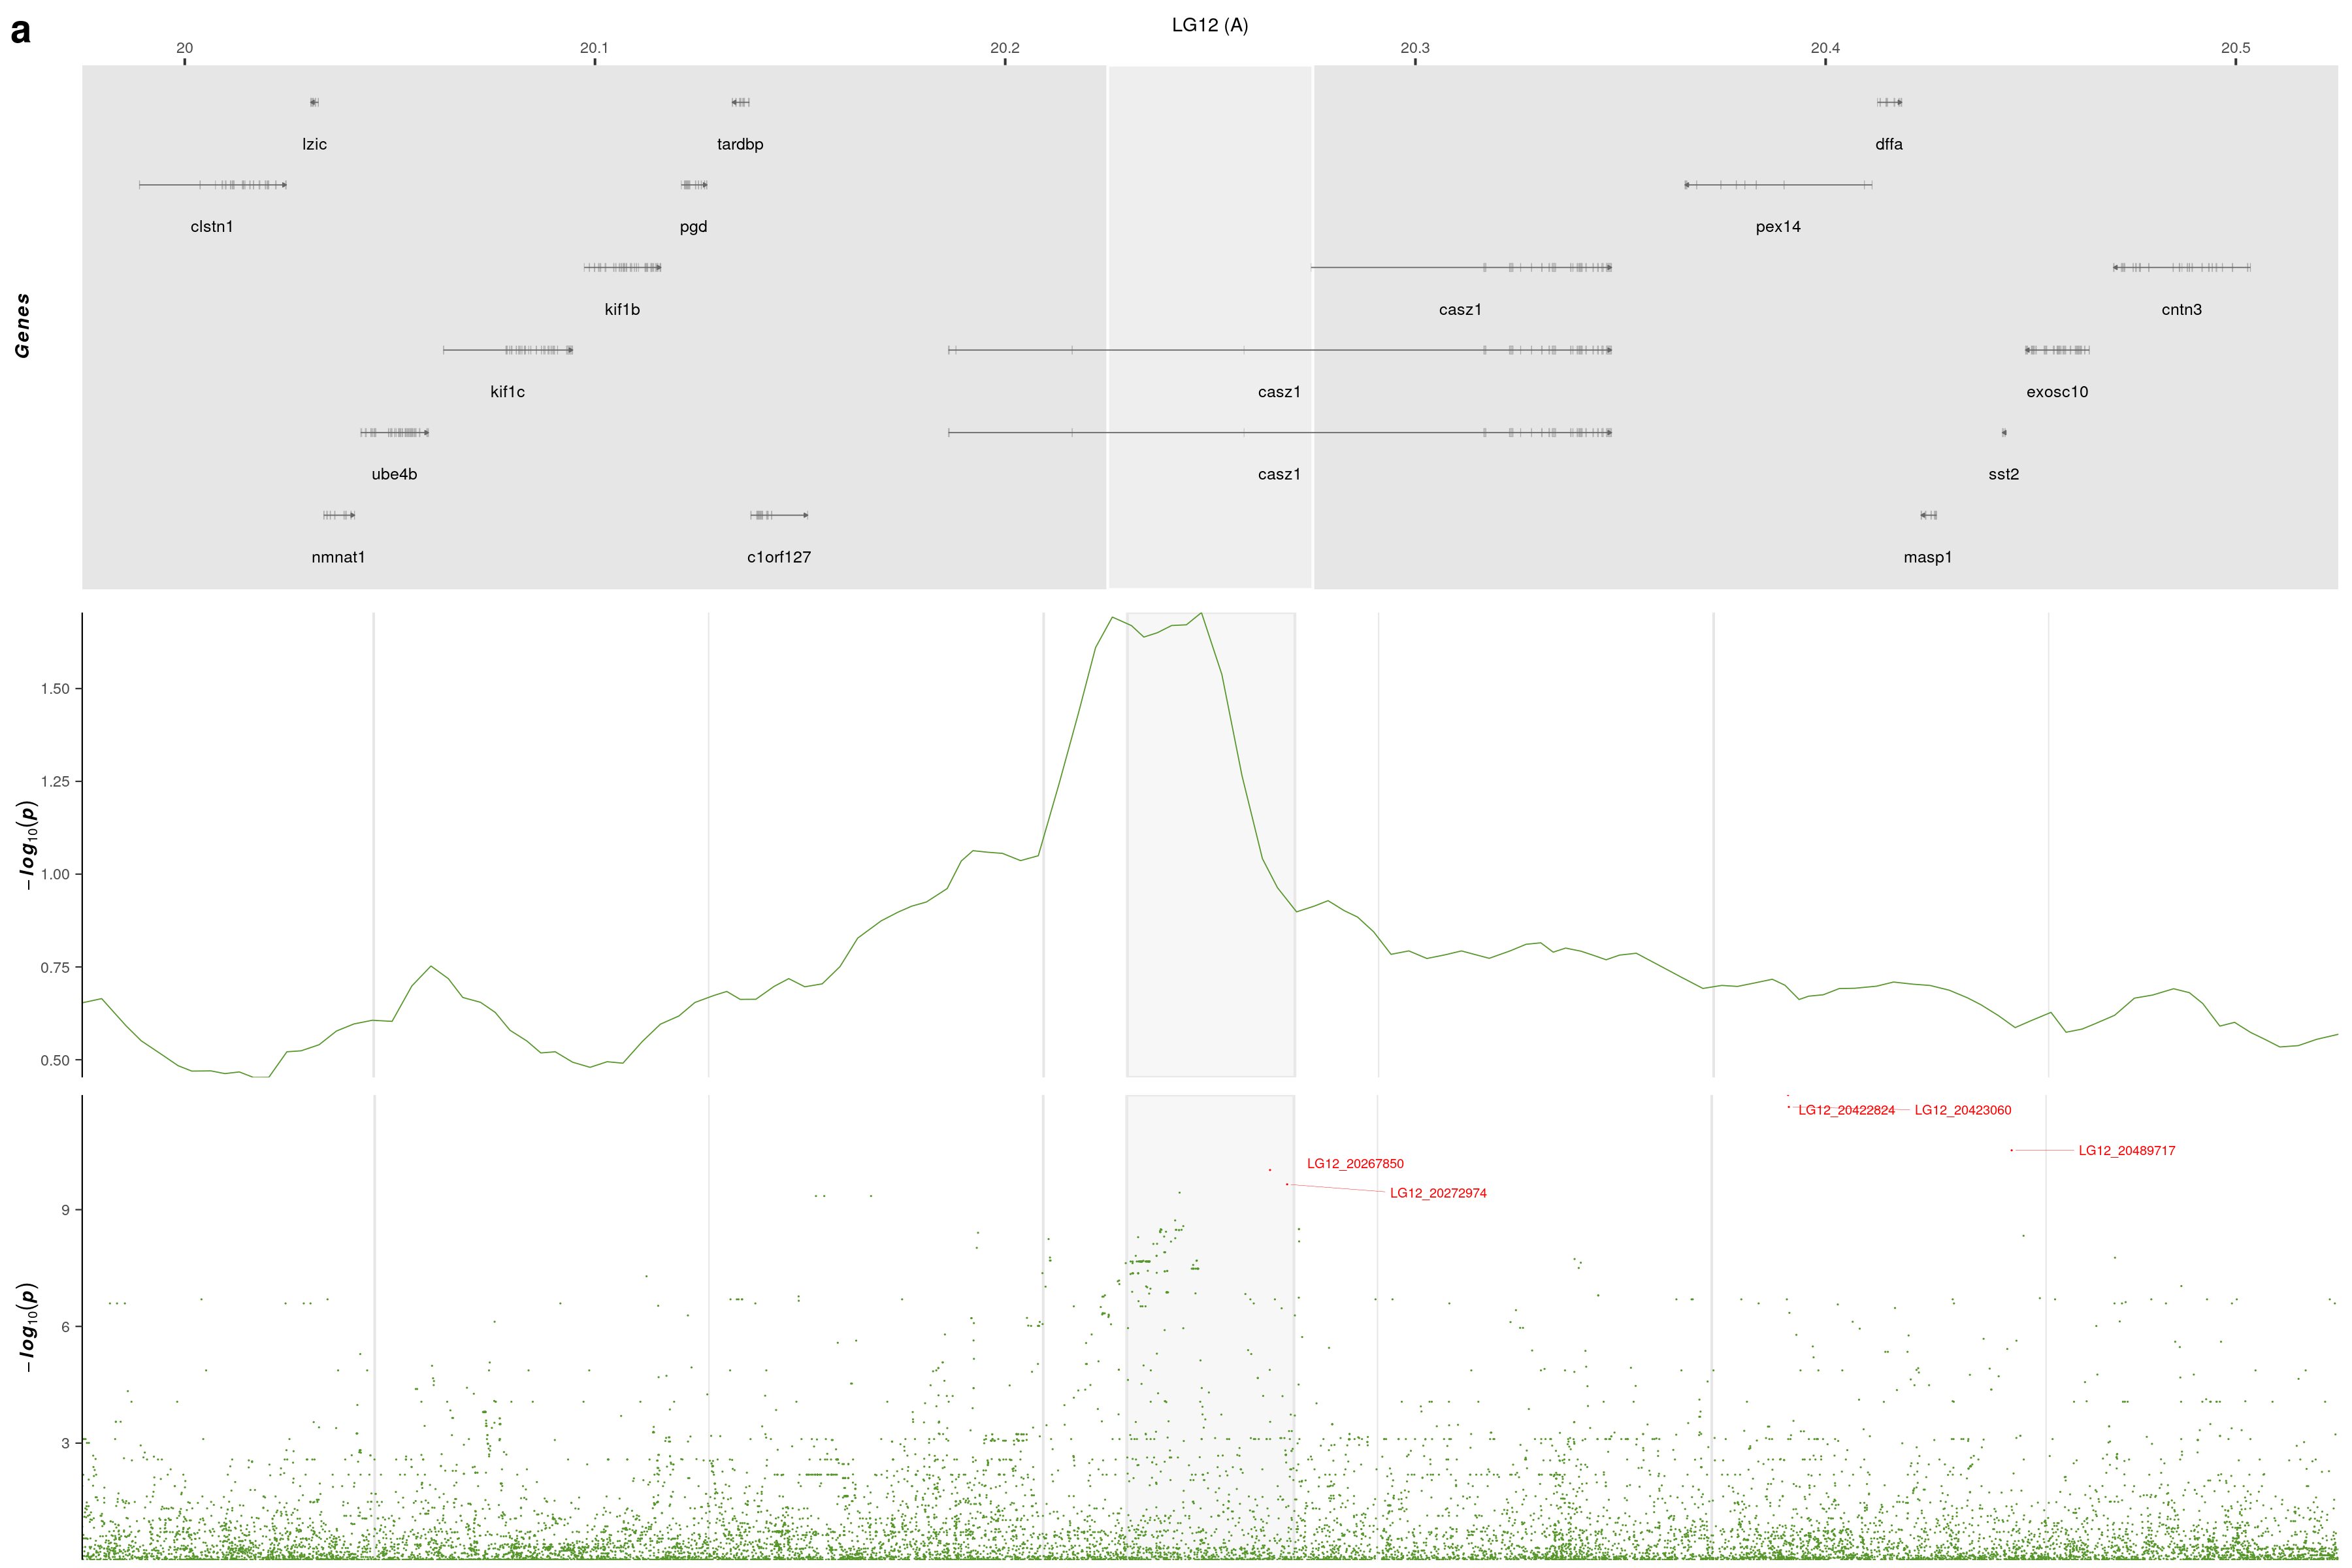 a
LG12 (A)
20 20.1 20.2 20.3 20.4 20.5
Genes
lzic tardbp dffa
clstn1 pgd pex14
kif1b casz1 cntn3
kif1c casz1 exosc10
ube4b casz1 sst2
nmnat1 c1orf127 masp1
−log10(p)
1.50
1.25
1.00
0.75
0.50
−log10(p)
LG12_20422824 LG12_20423060
LG12_20489717
LG12_20267850
LG12_20272974
9
6
3